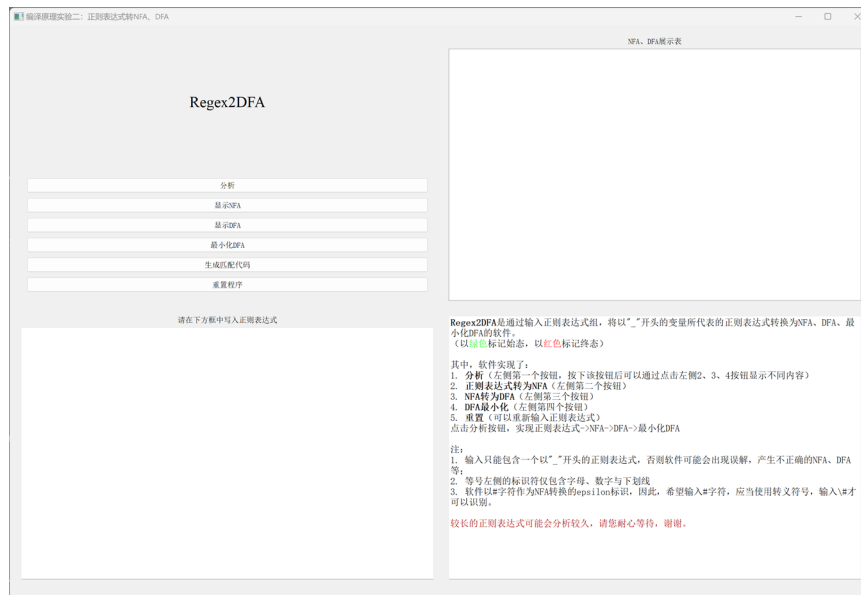 编译原理实验二：正则表达式转NFA、DFA
Regex2DFA
分析
显示NFA
显示DFA
最小化DFA
生成匹配代码
重置程序
请在下方框中写入正则表达式
NFA、DFA展示表
Regex2DFA是通过输入正则表达式组，将以"_"开头的变量所代表的正则表达式转换为NFA、DFA、最
小化DFA的软件。
（以绿色标记始态，以红色标记终态）
其中，软件实现了：
1. 分析（左侧第一个按钮，按下该按钮后可以通过点击左侧2、3、4按钮显示不同内容）
2. 正则表达式转为NFA（左侧第二个按钮）
3. NFA转为DFA（左侧第三个按钮）
4. DFA最小化（左侧第四个按钮）
5. 重置（可以重新输入正则表达式）
点击分析按钮，实现正则表达式->NFA->DFA->最小化DFA
注：
1. 输入只能包含一个以"_"开头的正则表达式，否则软件可能会出现误解，产生不正确的NFA、DFA
等；
2. 等号左侧的标识符仅包含字母、数字与下划线
3. 软件以#字符作为NFA转换的epsilon标识，因此，希望输入#字符，应当使用转义符号，输入\#才
可以识别。
较长的正则表达式可能会分析较久，请您耐心等待，谢谢。